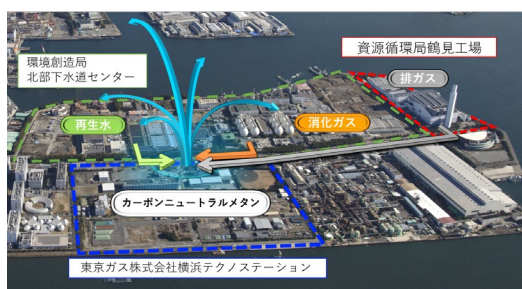 環境創造局
北部下水道センター
資源循環局鶴見工場
排ガス
再生水
消化ガス
カーボンニュートラルメタン
東京ガス株式会社横浜テクノステーション